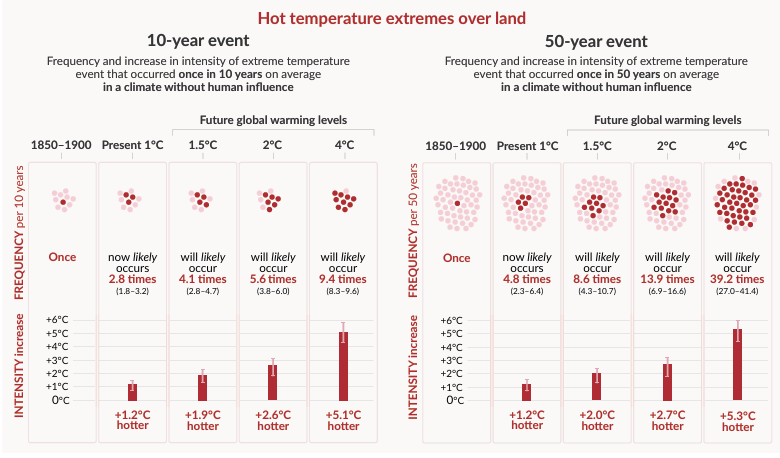 Hot temperature extremes over land
10-year event
Frequency and increase in intensity of extreme temperature
event that occurred once in 10 years on average
in a climate without human influence
Future global warming levels
1850–1900 Present 1°C 1.5°C 2°C 4°C
FREQUENCY per 10 years
Once
now likely
occurs
2.8 times
(1.8–3.2)
will likely
occur
4.1 times
(2.8–4.7)
will likely
occur
5.6 times
(3.8–6.0)
will likely
occur
9.4 times
(8.3–9.6)
INTENSITY increase
+6°C
+5°C
+4°C
+3°C
+2°C
+1°C
0°C
+1.2°C
hotter
+1.9°C
hotter
+2.6°C
hotter
+5.1°C
hotter
50-year event
Frequency and increase in intensity of extreme temperature
event that occurred once in 50 years on average
in a climate without human influence
Future global warming levels
1850–1900 Present 1°C 1.5°C 2°C 4°C
FREQUENCY per 50 years
Once
now likely
occurs
4.8 times
(2.3–6.4)
will likely
occur
8.6 times
(4.3–10.7)
will likely
occur
13.9 times
(6.9–16.6)
will likely
occur
39.2 times
(27.0–41.4)
INTENSITY increase
+6°C
+5°C
+4°C
+3°C
+2°C
+1°C
0°C
+1.2°C
hotter
+2.0°C
hotter
+2.7°C
hotter
+5.3°C
hotter